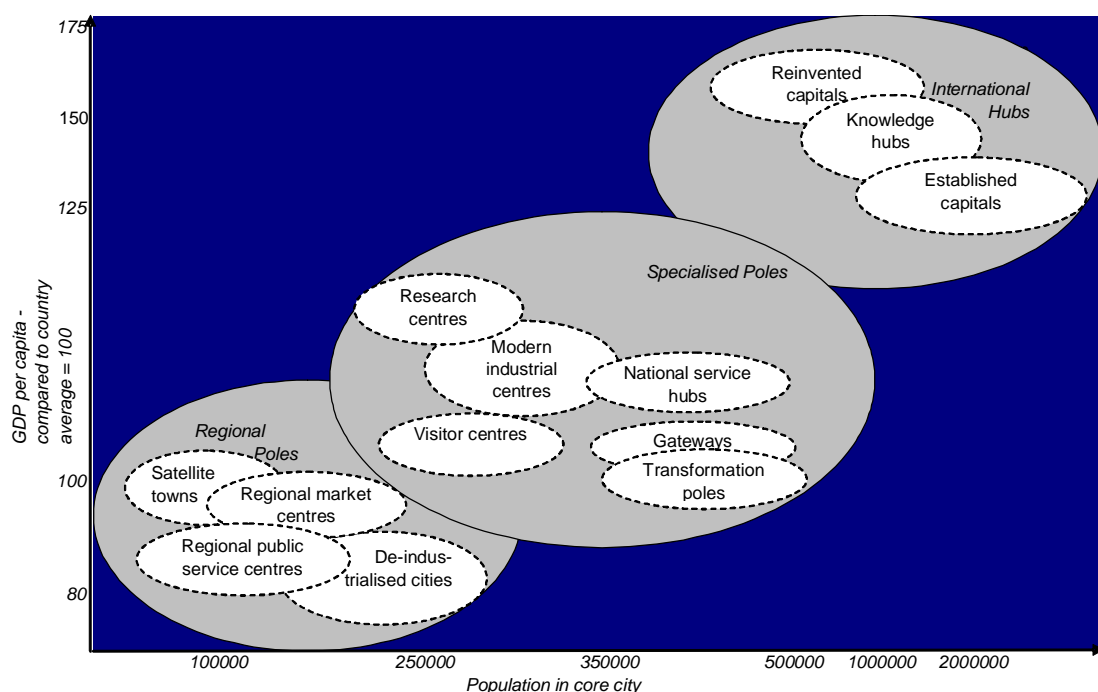 175
150
125
100
80
GDP per capita -
compared to country
average = 100
Reinvented
capitals
International
Hubs
Knowledge
hubs
Established
capitals
Specialised Poles
Research
centres
Modern
industrial
centres
National service
hubs
Visitor centres
Gateways
Transformation
poles
Regional
Poles
Satellite
towns
Regional market
centres
Regional public
service centres
De-indus-
trialised cities
100000
250000
350000
500000
1000000
2000000
Population in core city